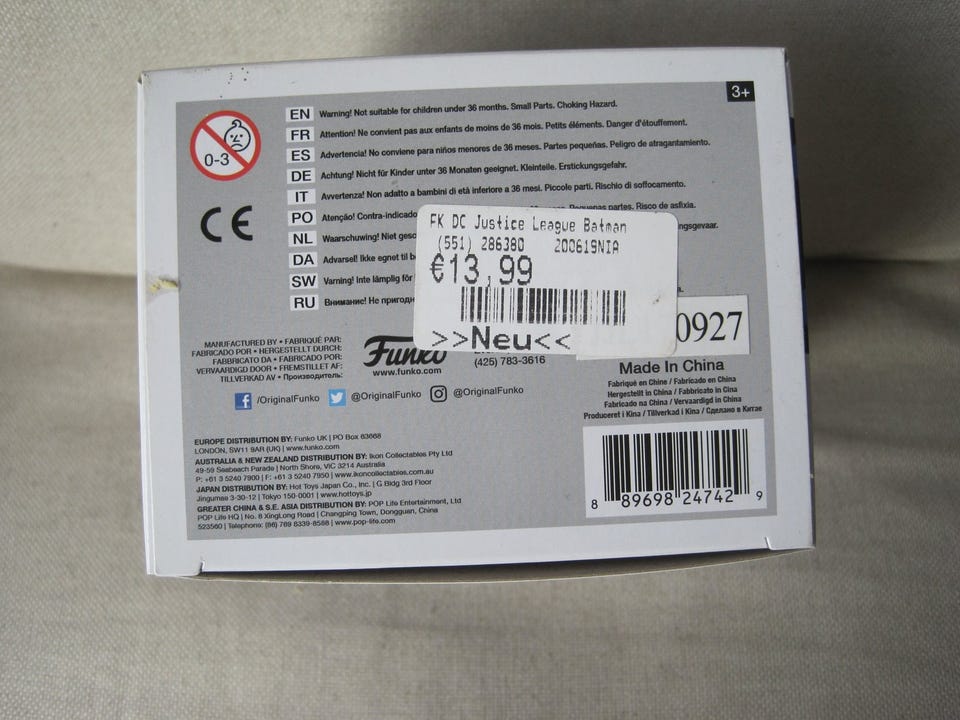 3+
0-3
EN Warning! Not suitable for children under 36 months. Small Parts. Choking Hazard.
FR Attention! Ne convient pas aux enfants de moins de 36 mois. Petits éléments. Danger d'étouffement.
ES Advertencia! No conviene para niños menores de 36 meses. Partes pequeñas. Peligro de atragantamiento.
DE Achtung! Nicht für Kinder unter 36 Monaten geeignet. Kleinteile. Erstickungsgefahr.
IT Avvertenza! Non adatto a bambini di età inferiore a 36 mesi. Piccole parti. Rischio di soffocamento.
PO Atenção! Contra-indicado partes. Risco de asfixia.
NL Waarschuwing! Niet
DA Advarsel! Ikke egnet til
SW Varning! Inte lämplig för
RU Внимание! Не
CE
FK DC Justice League Batman
(551) 286380 200619NIA
€13,99
>>Neu<<
0927
MANUFACTURED BY • FABRIQUÉ PAR:
FABRICADO POR • HERGESTELLT DURCH:
FABBRICATO DA • FABRICADO POR:
VERVAARDIGD DOOR • FREMSTILLET AF:
TILLVERKAD AV • Производитель:
Funko
www.funko.com
(425) 783-3616
/OriginalFunko @OriginalFunko @OriginalFunko
Made In China
Fabriqué en Chine / Fabricado en China
Hergestellt in China / Fabbricato in Cina
Fabricado na China / Vervaardigd in China
Produceret i Kina / Tillverkad i Kina / Сделано в Китае
EUROPE DISTRIBUTION BY: Funko UK | PO Box 63668
LONDON, SW11 9AR (UK) | www.funko.com
AUSTRALIA & NEW ZEALAND DISTRIBUTION BY: Ikon Collectables Pty Ltd
49-59 Seabeach Parade | North Shore, VIC 3214 Australia
P: +61 3 5240 7900 | F: +61 3 5240 7950 | www.ikoncollectables.com.au
JAPAN DISTRIBUTION BY: Hot Toys Japan Co., Inc. | G Bldg 3rd Floor
Jingumae 3-30-12 | Tokyo 150-0001 | www.hottoys.jp
GREATER CHINA & S.E. ASIA DISTRIBUTION BY: POP Life Entertainment, Ltd
POP Life HQ | No. 8 XingLong Road | Changping Town, Dongguan, China
523560 | Telephone: (86) 769 8339-8588 | www.pop-life.com
8 89698 24742 9